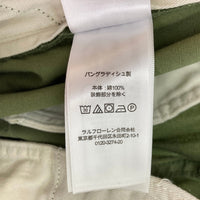 バングラディシュ製
本体 綿100%
装飾部分を除く
ラルフローレン合同会社
東京都千代田区永田町2-10-1
0120-3274-20